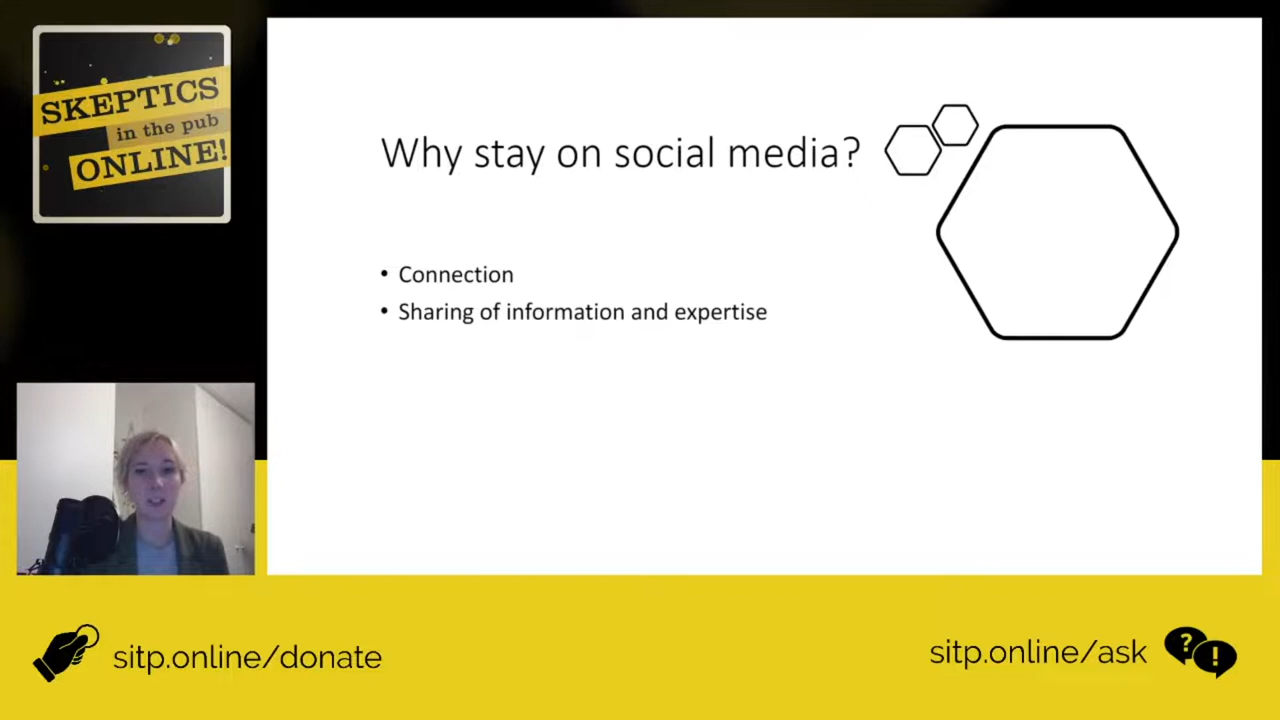 SKEPTICS
in the pub
ONLINE!
Why stay on social media?
• Connection
• Sharing of information and expertise
sitp.online/donate
sitp.online/ask
? !